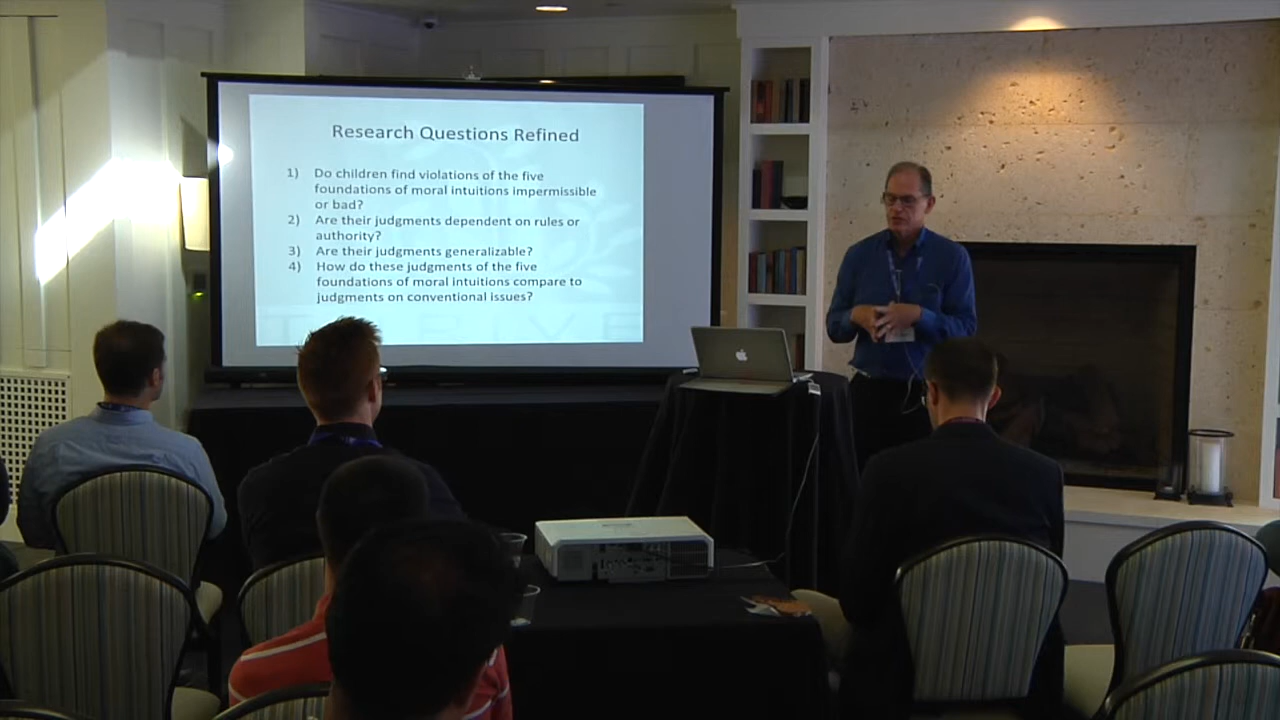 Research Questions Refined
1) Do children find violations of the five
foundations of moral intuitions impermissible
or bad?
2) Are their judgments dependent on rules or
authority?
3) Are their judgments generalizable?
4) How do these judgments of the five
foundations of moral intuitions compare to
judgments on conventional issues?